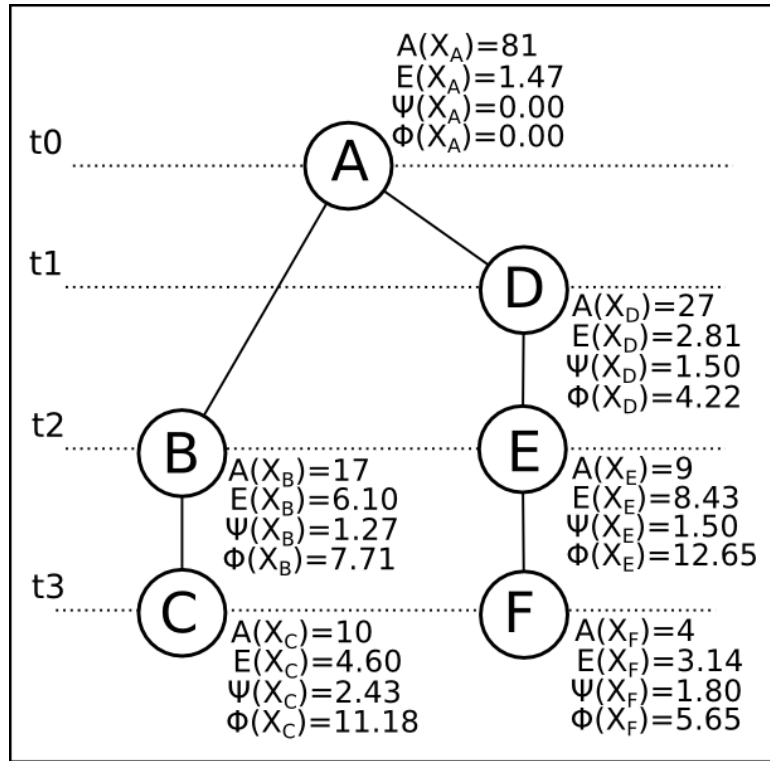 A(X_A)=81
E(X_A)=1.47
Ψ(X_A)=0.00
Φ(X_A)=0.00
t0
A
t1
D
A(X_D)=27
E(X_D)=2.81
Ψ(X_D)=1.50
Φ(X_D)=4.22
t2
B
A(X_B)=17
E(X_B)=6.10
Ψ(X_B)=1.27
Φ(X_B)=7.71
E
A(X_E)=9
E(X_E)=8.43
Ψ(X_E)=1.50
Φ(X_E)=12.65
t3
C
A(X_C)=10
E(X_C)=4.60
Ψ(X_C)=2.43
Φ(X_C)=11.18
F
A(X_F)=4
E(X_F)=3.14
Ψ(X_F)=1.80
Φ(X_F)=5.65